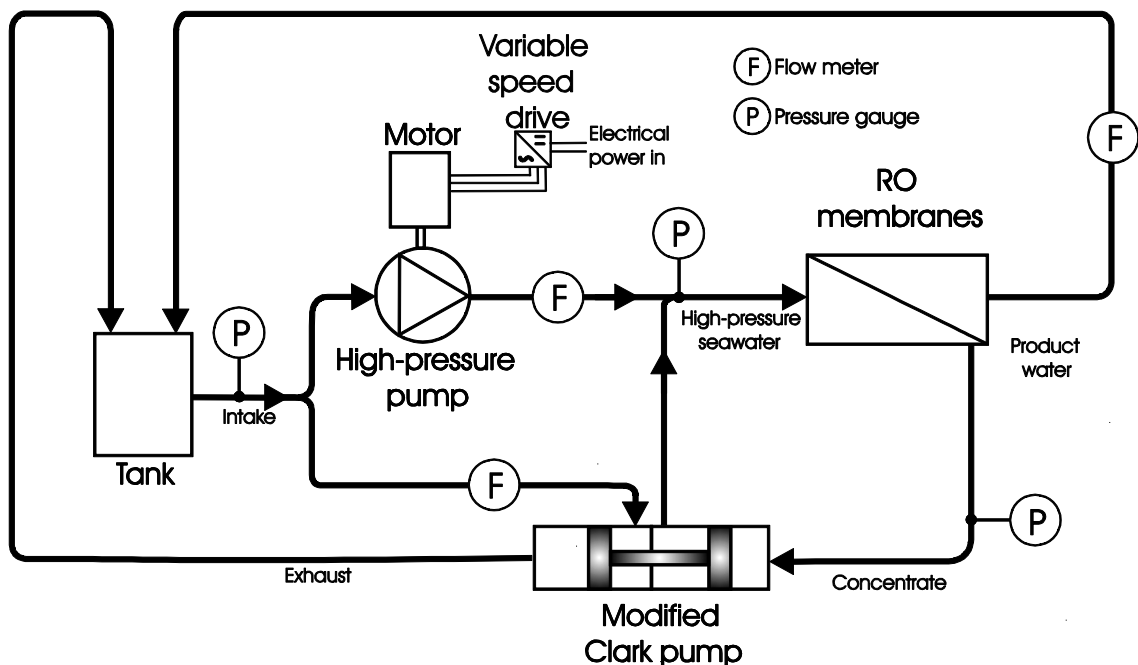 Variable
speed
drive
F Flow meter
P Pressure gauge
Motor
Electrical
power in
F
RO
membranes
P
P
F
High-pressure
seawater
High-pressure
pump
Product
water
Intake
Tank
F
P
Exhaust
Concentrate
Modified
Clark pump